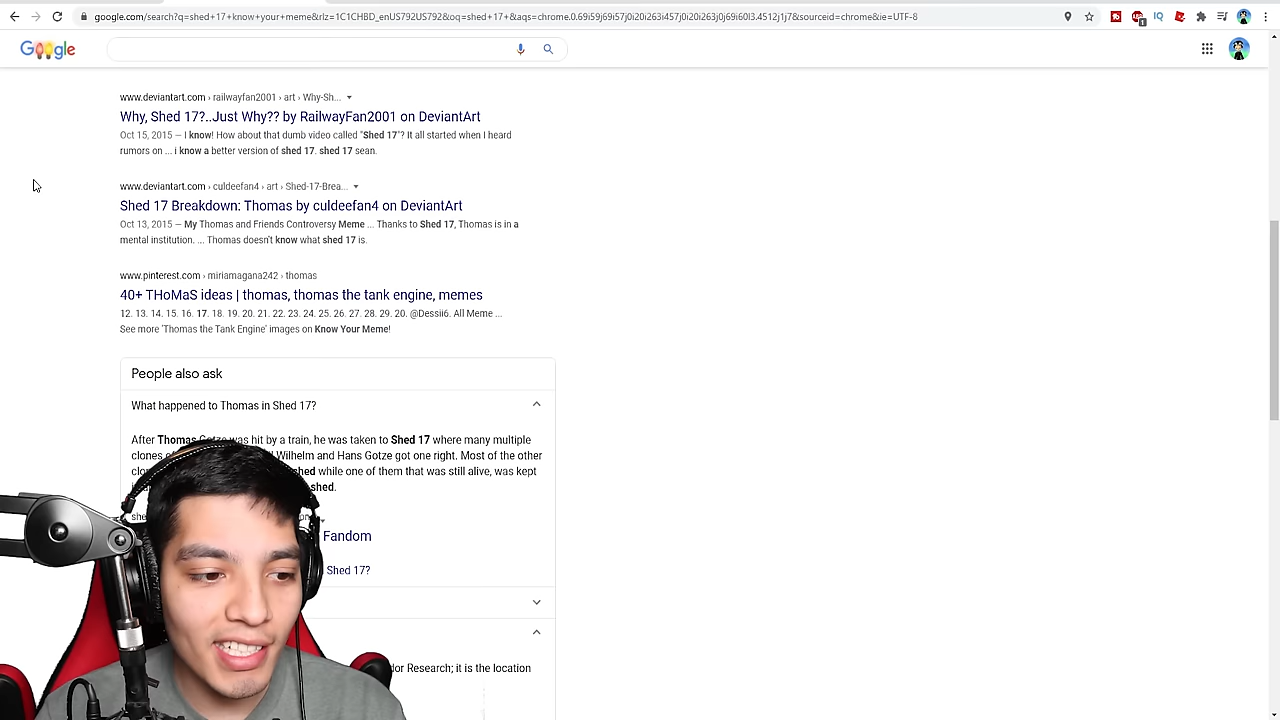 google.com/search?q=shed+17+know+your+meme&rlz=1C1CHBD_enUS792US792&oq=shed+17+&aqs=chrome.0.69i59j69i57j0i20i263i457j0i20i263j0j69i60l3.4512j1j7&sourceid=chrome&ie=UTF-8
Google
www.deviantart.com › railwayfan2001 › art › Why-Sh...
Why, Shed 17?..Just Why?? by RailwayFan2001 on DeviantArt
Oct 15, 2015 — I know! How about that dumb video called "Shed 17"? It all started when I heard
rumors on ... i know a better version of shed 17. shed 17 sean.
www.deviantart.com › culdeefan4 › art › Shed-17-Brea...
Shed 17 Breakdown: Thomas by culdeefan4 on DeviantArt
Oct 13, 2015 — My Thomas and Friends Controversy Meme ... Thanks to Shed 17, Thomas is in a
mental institution. ... Thomas doesn't know what shed 17 is.
www.pinterest.com › miriamagana242 › thomas
40+ THoMaS ideas | thomas, thomas the tank engine, memes
12. 13. 14. 15. 16. 17. 18. 19. 20. 21. 22. 23. 24. 25. 26. 27. 28. 29. 20. @Dessii6. All Meme ...
See more 'Thomas the Tank Engine' images on Know Your Meme!
People also ask
What happened to Thomas in Shed 17?
After Thomas Gotze was hit by a train, he was taken to Shed 17 where many multiple
clones Wilhelm and Hans Gotze got one right. Most of the other
shed while one of them that was still alive, was kept
shed.
Fandom
Shed 17?
Research; it is the location